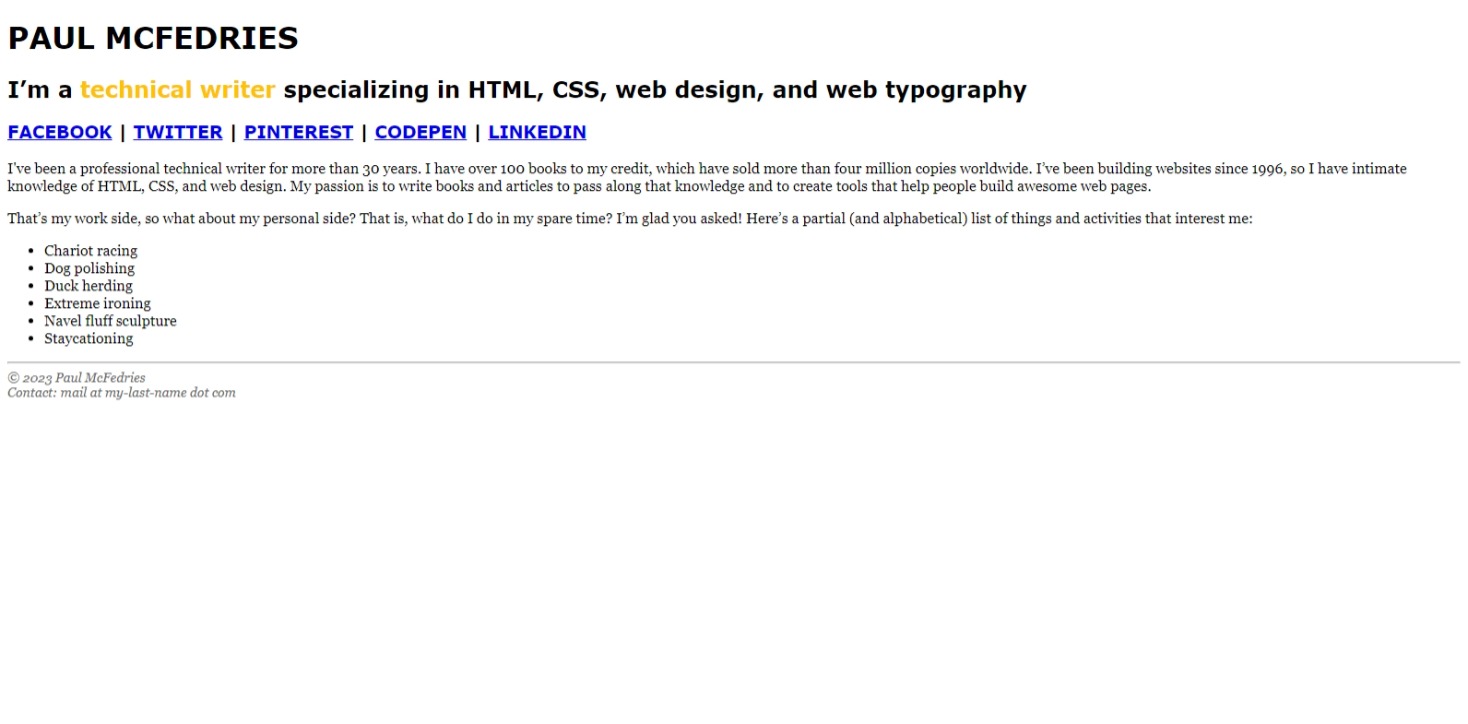 PAUL MCFEDRIES
I’m a technical writer specializing in HTML, CSS, web design, and web typography
FACEBOOK | TWITTER | PINTEREST | CODEPEN | LINKEDIN
I've been a professional technical writer for more than 30 years. I have over 100 books to my credit, which have sold more than four million copies worldwide. I’ve been building websites since 1996, so I have intimate
knowledge of HTML, CSS, and web design. My passion is to write books and articles to pass along that knowledge and to create tools that help people build awesome web pages.
That’s my work side, so what about my personal side? That is, what do I do in my spare time? I’m glad you asked! Here’s a partial (and alphabetical) list of things and activities that interest me:
• Chariot racing
• Dog polishing
• Duck herding
• Extreme ironing
• Navel fluff sculpture
• Staycationing
© 2023 Paul McFedries
Contact: mail at my-last-name dot com